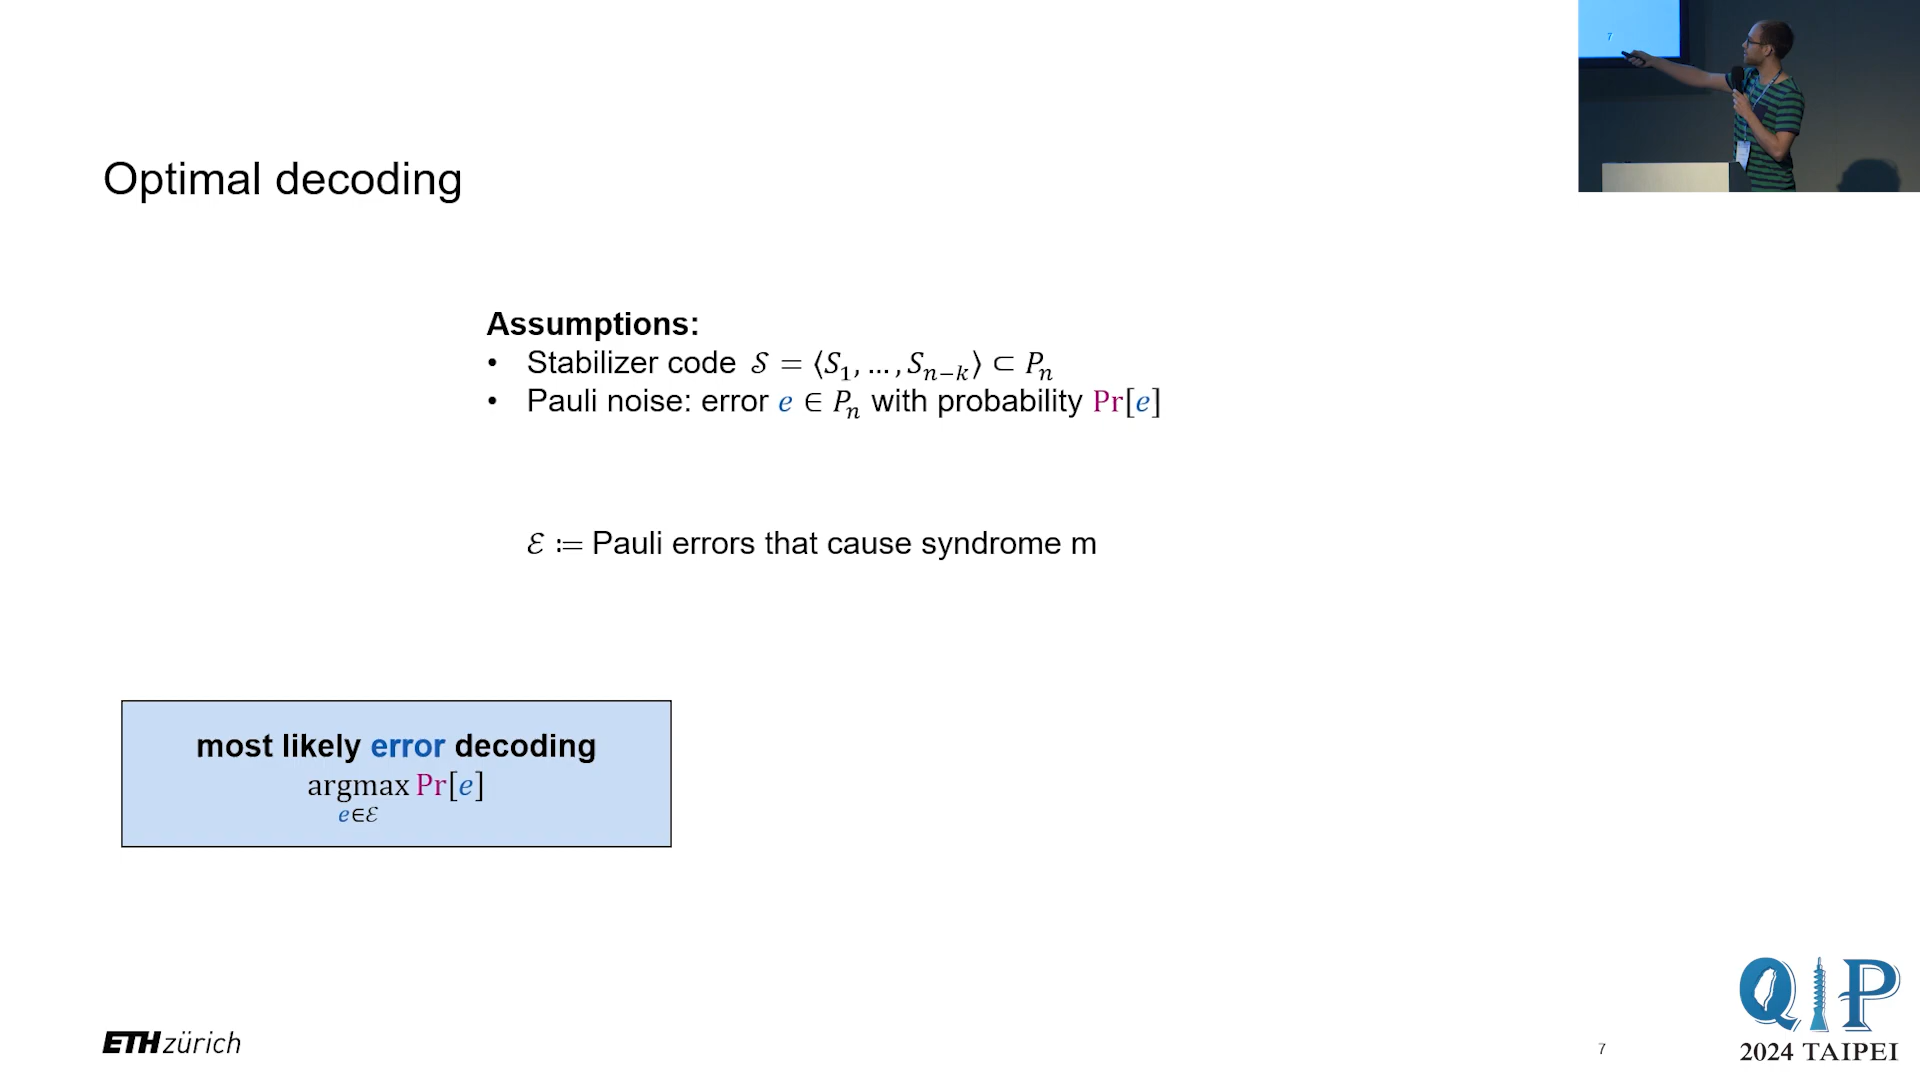 7
Optimal decoding
Assumptions:
• Stabilizer code 𝒮 = ⟨S₁, … , Sₙ₋ₖ⟩ ⊂ Pₙ
• Pauli noise: error e ∈ Pₙ with probability Pr[e]
ℰ ≔ Pauli errors that cause syndrome m
most likely error decoding
argmax Pr[e]
e∈ℰ
ETH zürich
7
QIP
2024 TAIPEI